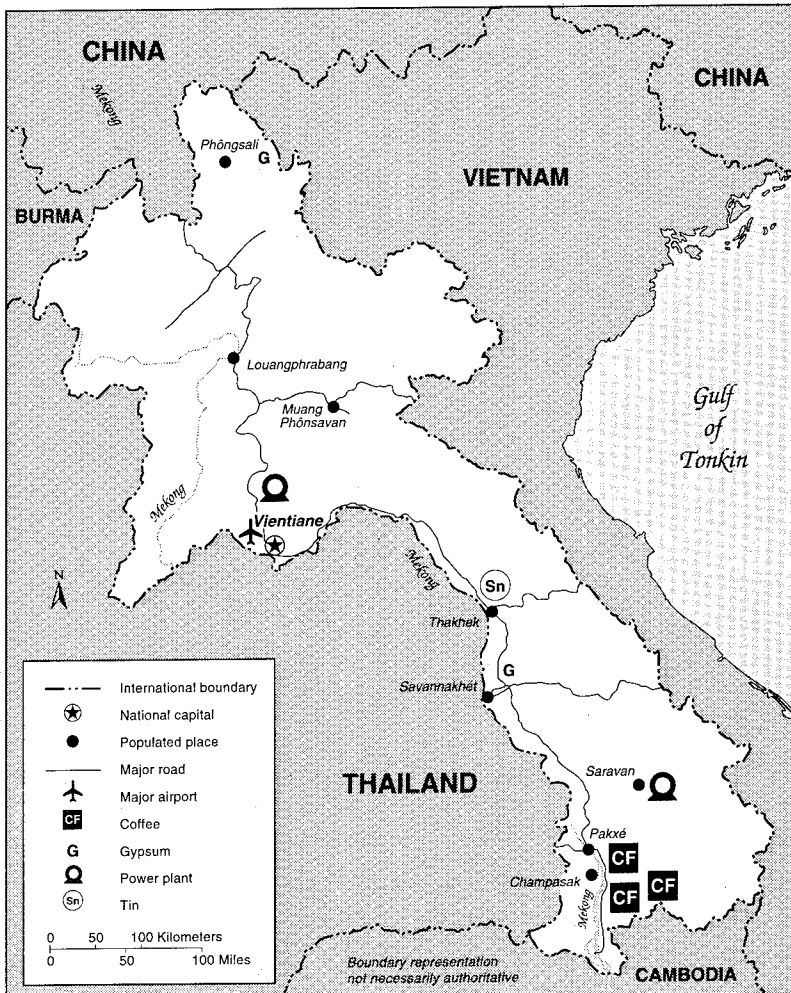 CHINA
CHINA
Mekong
Phôngsali
G
VIETNAM
BURMA
Louangphrabang
Muang
Phônsavan
Gulf
of
Tonkin
Mekong
Vientiane
Mekong
N
Sn
Thakhek
G
Savannakhét
International boundary
National capital
Populated place
Major road
Major airport
CF Coffee
G Gypsum
Power plant
Sn Tin
0 50 100 Kilometers
0 50 100 Miles
THAILAND
Saravan
Pakxé
CF
Champasak
CF CF
Mekong
Boundary representation
not necessarily authoritative
CAMBODIA